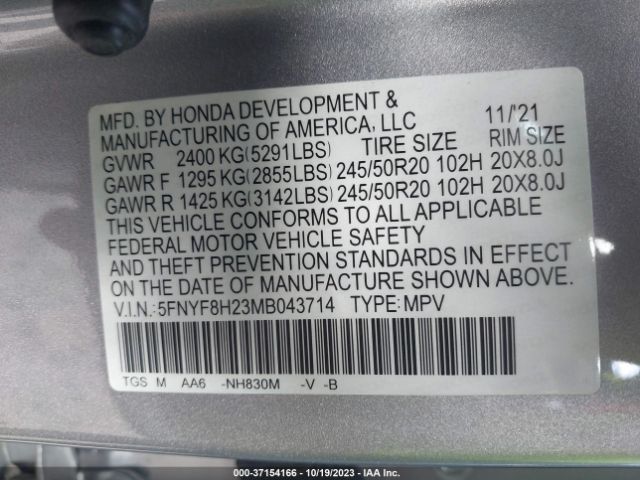 MFD. BY HONDA DEVELOPMENT &
MANUFACTURING OF AMERICA, LLC 11/'21
GVWR 2400 KG(5291LBS) TIRE SIZE RIM SIZE
GAWR F 1295 KG(2855LBS) 245/50R20 102H 20X8.0J
GAWR R 1425 KG(3142LBS) 245/50R20 102H 20X8.0J
THIS VEHICLE CONFORMS TO ALL APPLICABLE
FEDERAL MOTOR VEHICLE SAFETY
AND THEFT PREVENTION STANDARDS IN EFFECT
ON THE DATE OF MANUFACTURE SHOWN ABOVE.
V.I.N.:5FNYF8H23MB043714 TYPE:MPV
TGS M AA6 -NH830M -V -B
000-37154166 - 10/19/2023 - IAA Inc.